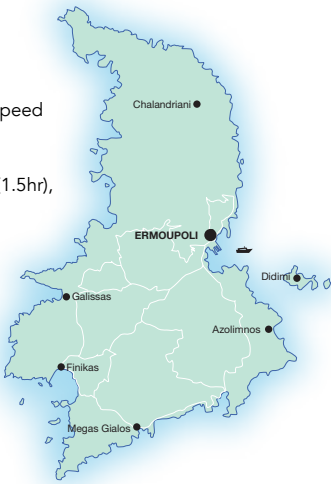 Chalandriani
peed
1.5hr),
ERMOUPOLI
Didimi
Galissas
Azolimnos
Finikas
Megas Gialos